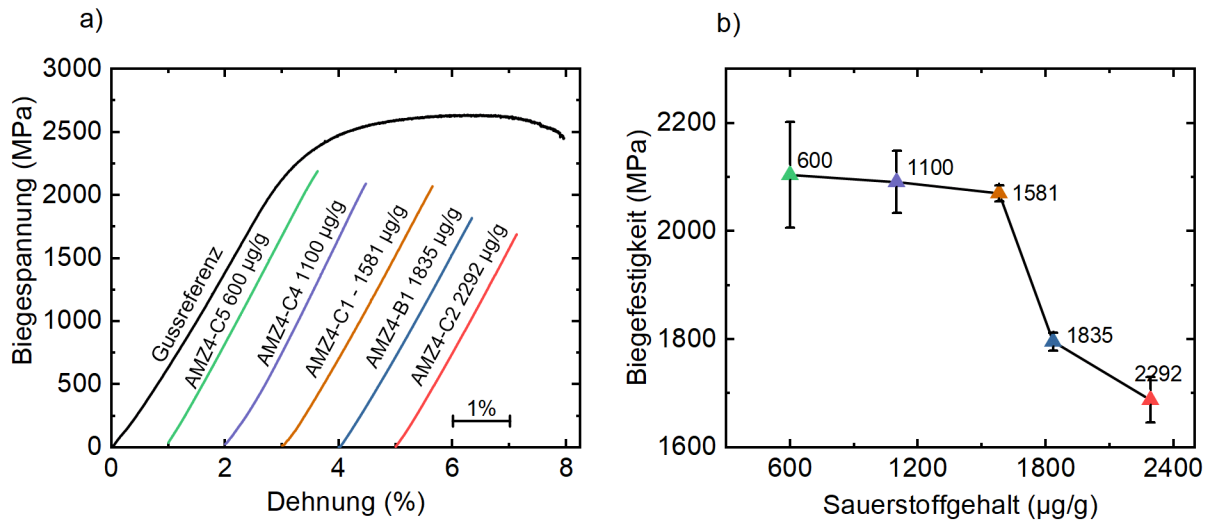 a)
Biegespannung (MPa)
3000
2500
2000
1500
1000
500
0
Gussreferenz
AMZ4-C5 600 µg/g
AMZ4-C4 1100 µg/g
AMZ4-C1 - 1581 µg/g
AMZ4-B1 1835 µg/g
AMZ4-C2 2292 µg/g
1%
0 2 4 6 8
Dehnung (%)
b)
Biegefestigkeit (MPa)
2200
2000
1800
1600
600
1100
1581
1835
2292
600 1200 1800 2400
Sauerstoffgehalt (µg/g)